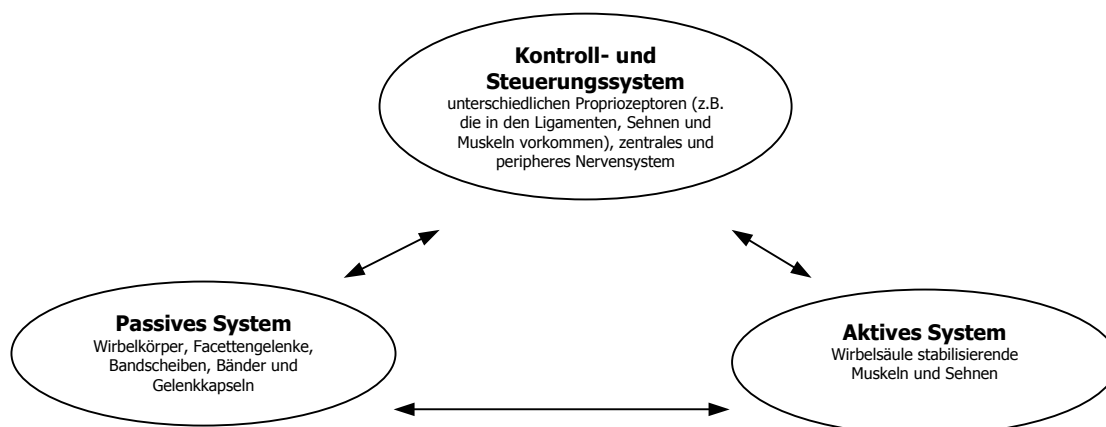 Kontroll- und
Steuerungssystem
unterschiedlichen Propriozeptoren (z.B.
die in den Ligamenten, Sehnen und
Muskeln vorkommen), zentrales und
peripheres Nervensystem
Passives System
Wirbelkörper, Facettengelenke,
Bandscheiben, Bänder und
Gelenkkapseln
Aktives System
Wirbelsäule stabilisierende
Muskeln und Sehnen